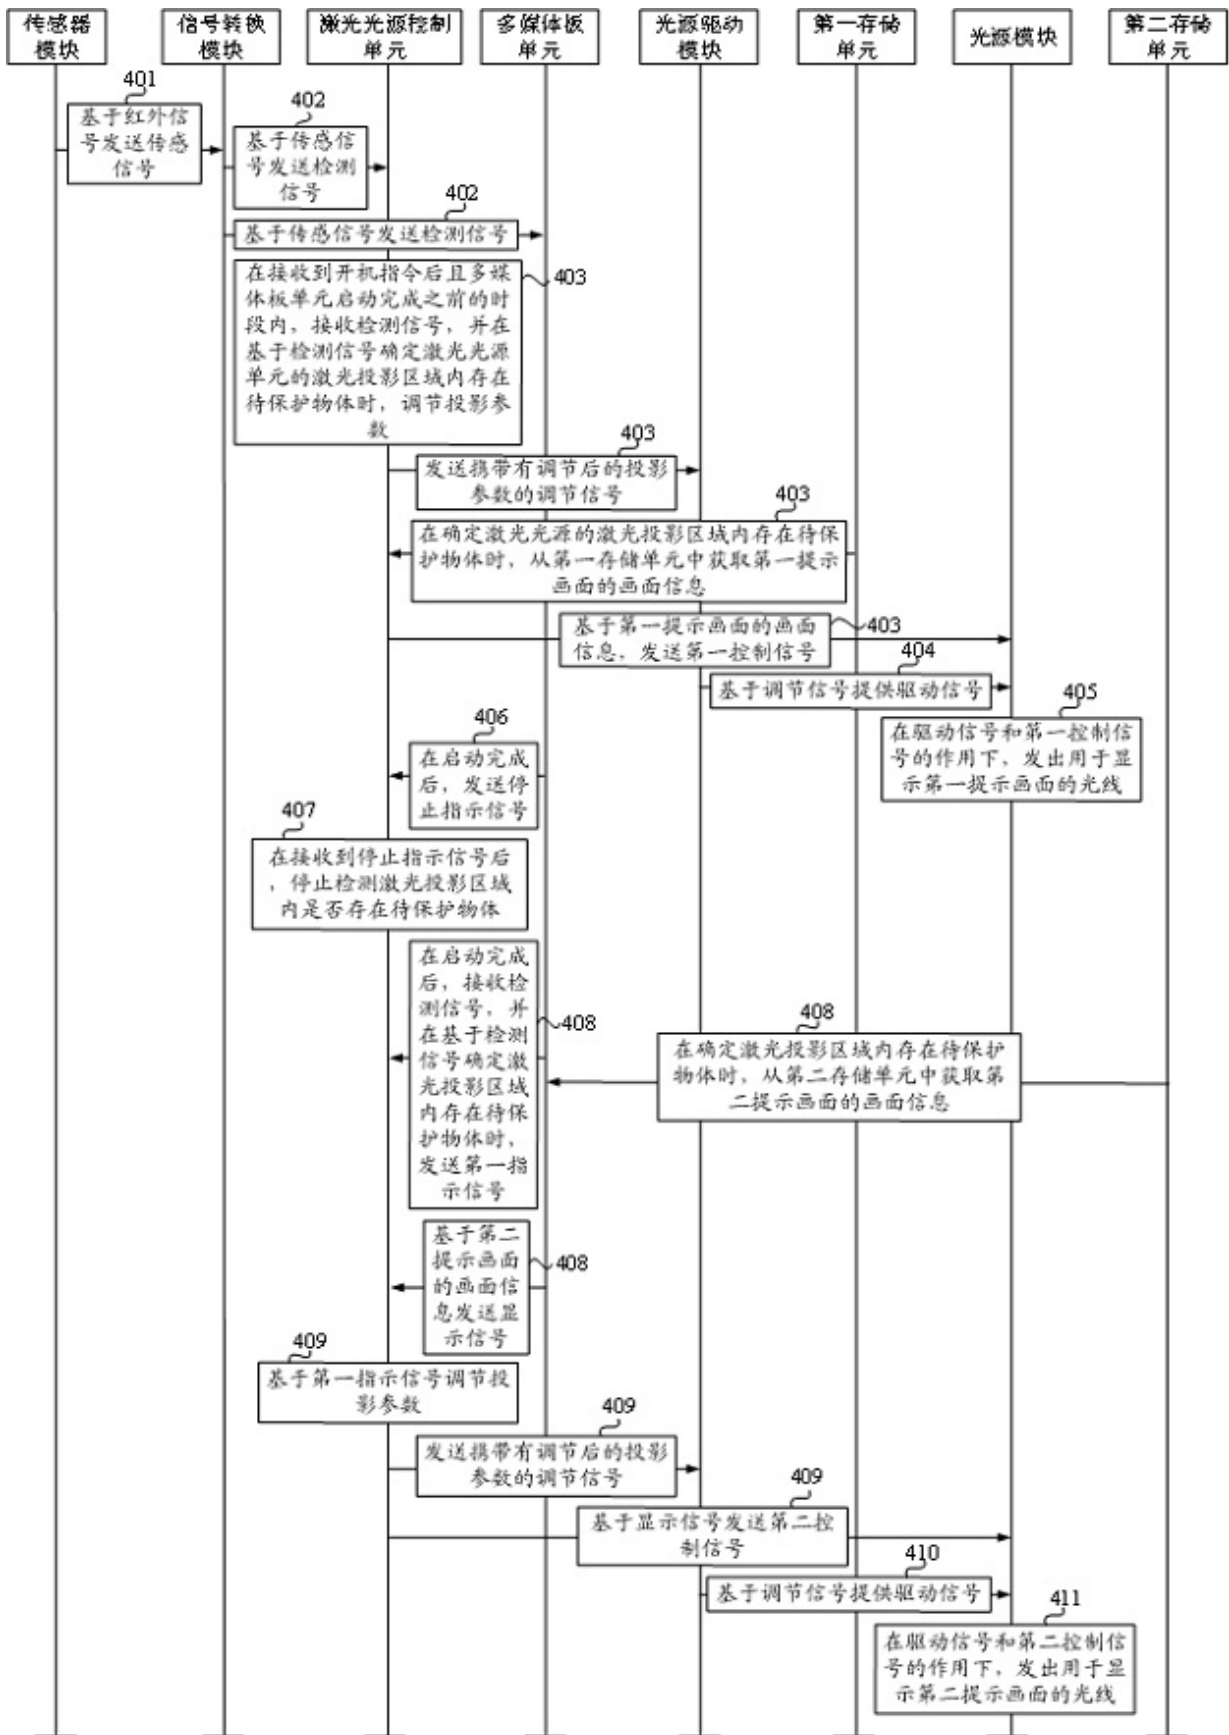 传感器
模块
信号转换
模块
激光光源控制
单元
多媒体板
单元
光源驱动
模块
第一存储
单元
光源模块
第二存储
单元
401
基于红外信
号发送传感
信号
402
基于传感信
号发送检测
信号
402
基于传感信号发送检测信号
403
在接收到开机指令后且多媒
体板单元启动完成之前的时
段内，接收检测信号，并在
基于检测信号确定激光光源
单元的激光投影区域内存在
待保护物体时，调节投影参
数
403
发送携带有调节后的投影
参数的调节信号
403
在确定激光光源的激光投影区域内存在待保
护物体时，从第一存储单元中获取第一提示
画面的画面信息
403
基于第一提示画面的画面
信息，发送第一控制信号
404
基于调节信号提供驱动信号
405
在驱动信号和第一控制信
号的作用下，发出用于显
示第一提示画面的光线
406
在启动完成
后，发送停
止指示信号
407
在接收到停止指示信号后
，停止检测激光投影区域
内是否存在待保护物体
408
在启动完成
后，接收检
测信号，并
在基于检测
信号确定激
光投影区域
内存在待保
护物体时，
发送第一指
示信号
408
在确定激光投影区域内存在待保护
物体时，从第二存储单元中获取第
二提示画面的画面信息
408
基于第二
提示画面
的画面信
息发送显
示信号
409
基于第一指示信号调节投
影参数
409
发送携带有调节后的投影
参数的调节信号
409
基于显示信号发送第二控
制信号
410
基于调节信号提供驱动信号
411
在驱动信号和第二控制信
号的作用下，发出用于显
示第二提示画面的光线